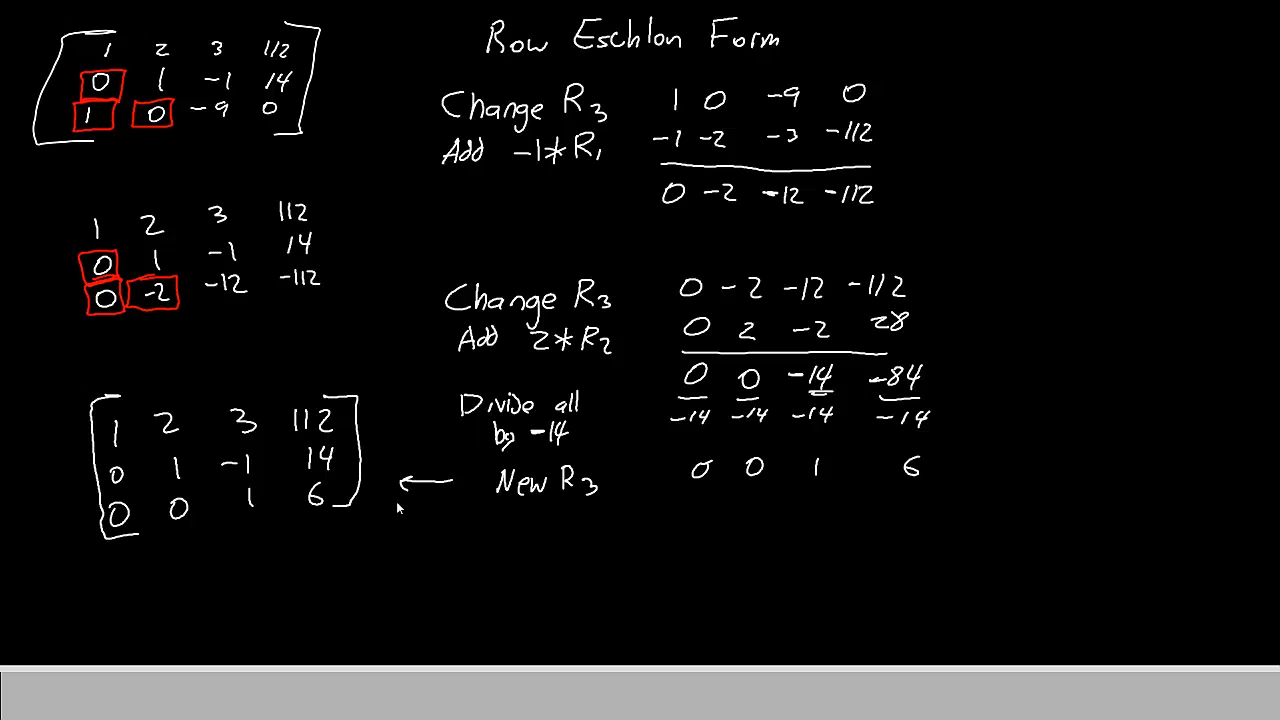 Row Eschlon Form
1 2 3 112
0 1 -1 14
1 0 -9 0
Change R3
Add -1*R1
1 0 -9 0
-1 -2 -3 -112
0 -2 -12 -112
1 2 3 112
0 1 -1 14
0 -2 -12 -112
Change R3
Add 2*R2
0 -2 -12 -112
0 2 -2 28
0 0 -14 -84
-14 -14 -14 -14
Divide all
by -14
New R3
0 0 1 6
1 2 3 112
0 1 -1 14
0 0 1 6